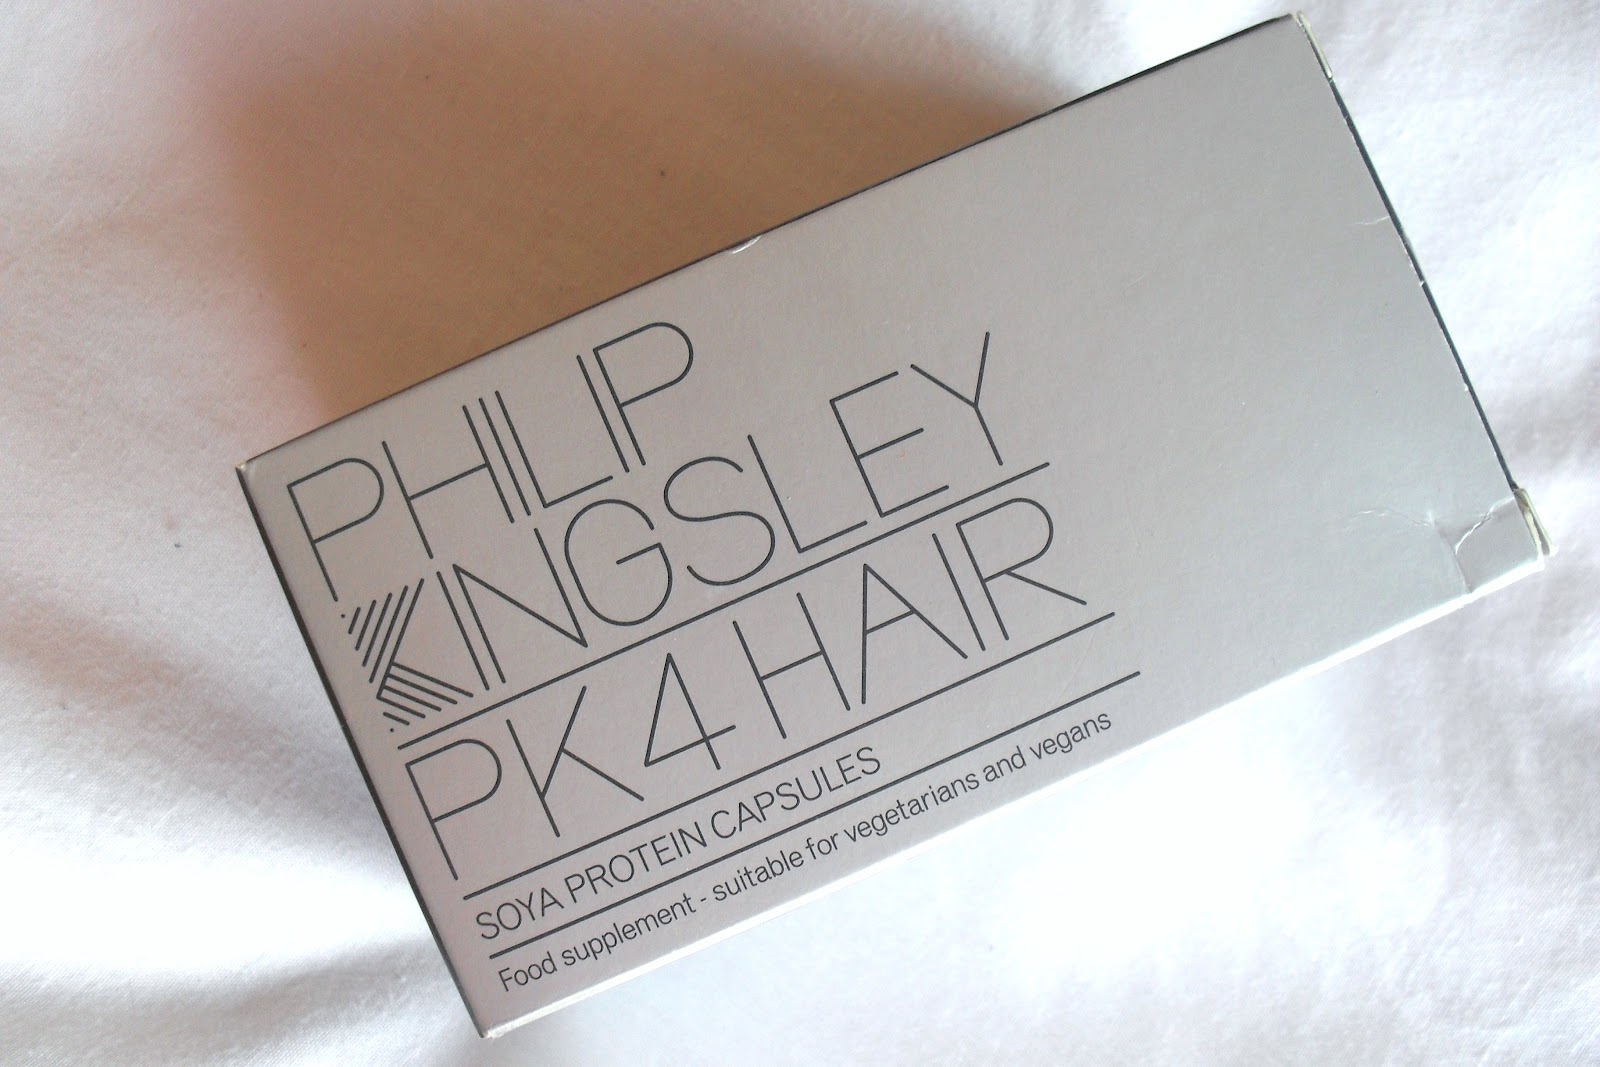 PHILIP
KINGSLEY
PK4 HAIR
SOYA PROTEIN CAPSULES
Food supplement - suitable for vegetarians and vegans